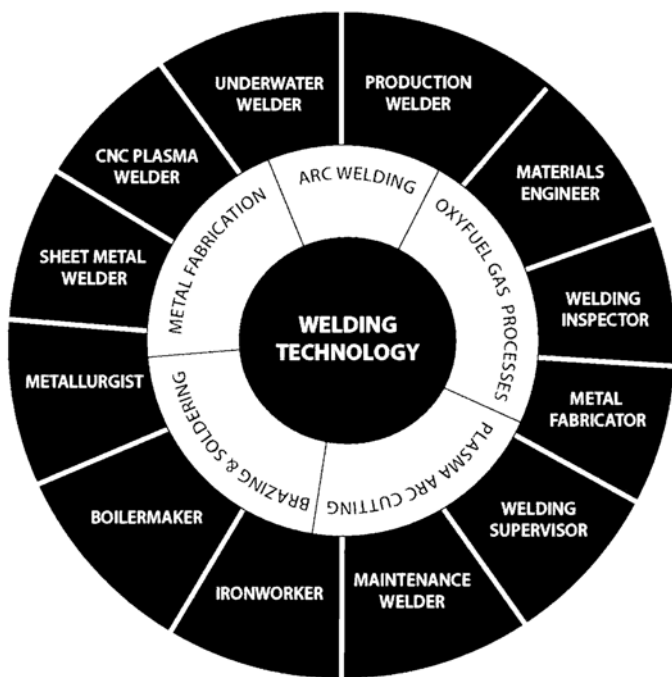 UNDERWATER
WELDER
PRODUCTION
WELDER
MATERIALS
ENGINEER
WELDING
INSPECTOR
METAL
FABRICATOR
WELDING
SUPERVISOR
MAINTENANCE
WELDER
IRONWORKER
BOILERMAKER
METALLURGIST
SHEET METAL
WELDER
CNC PLASMA
WELDER
ARC WELDING
OXYFUEL GAS PROCESSES
PLASMA ARC CUTTING
BRAZING & SOLDERING
METAL FABRICATION
WELDING
TECHNOLOGY